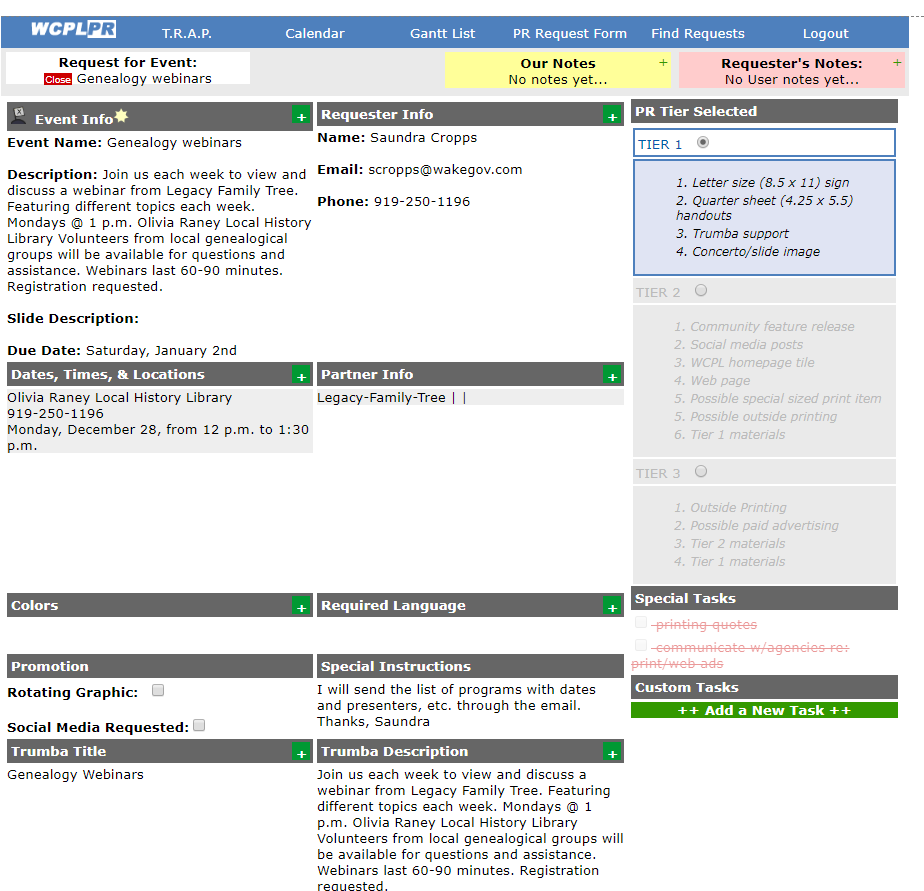 WCPLPR
T.R.A.P.
Calendar
Gantt List
PR Request Form
Find Requests
Logout
Request for Event:
Close Genealogy webinars
Our Notes +
No notes yet...
Requester's Notes: +
No User notes yet...
Event Info +
Event Name: Genealogy webinars
Description: Join us each week to view and
discuss a webinar from Legacy Family Tree.
Featuring different topics each week.
Mondays @ 1 p.m. Olivia Raney Local History
Library Volunteers from local genealogical
groups will be available for questions and
assistance. Webinars last 60-90 minutes.
Registration requested.
Slide Description:
Due Date: Saturday, January 2nd
Requester Info +
Name: Saundra Cropps
Email: scropps@wakegov.com
Phone: 919-250-1196
Dates, Times, & Locations +
Olivia Raney Local History Library
919-250-1196
Monday, December 28, from 12 p.m. to 1:30
p.m.
Partner Info +
Legacy-Family-Tree | |
Colors +
Required Language +
Promotion
Rotating Graphic:
Social Media Requested:
Special Instructions
I will send the list of programs with dates
and presenters, etc. through the email.
Thanks, Saundra
Trumba Title +
Genealogy Webinars
Trumba Description +
Join us each week to view and discuss a
webinar from Legacy Family Tree. Featuring
different topics each week. Mondays @ 1
p.m. Olivia Raney Local History Library
Volunteers from local genealogical groups will
be available for questions and assistance.
Webinars last 60-90 minutes. Registration
requested.
PR Tier Selected
TIER 1
1. Letter size (8.5 x 11) sign
2. Quarter sheet (4.25 x 5.5)
handouts
3. Trumba support
4. Concerto/slide image
TIER 2
1. Community feature release
2. Social media posts
3. WCPL homepage tile
4. Web page
5. Possible special sized print item
5. Possible outside printing
6. Tier 1 materials
TIER 3
1. Outside Printing
2. Possible paid advertising
3. Tier 2 materials
4. Tier 1 materials
Special Tasks
printing quotes
communicate w/agencies re:
print/web ads
Custom Tasks
++ Add a New Task ++